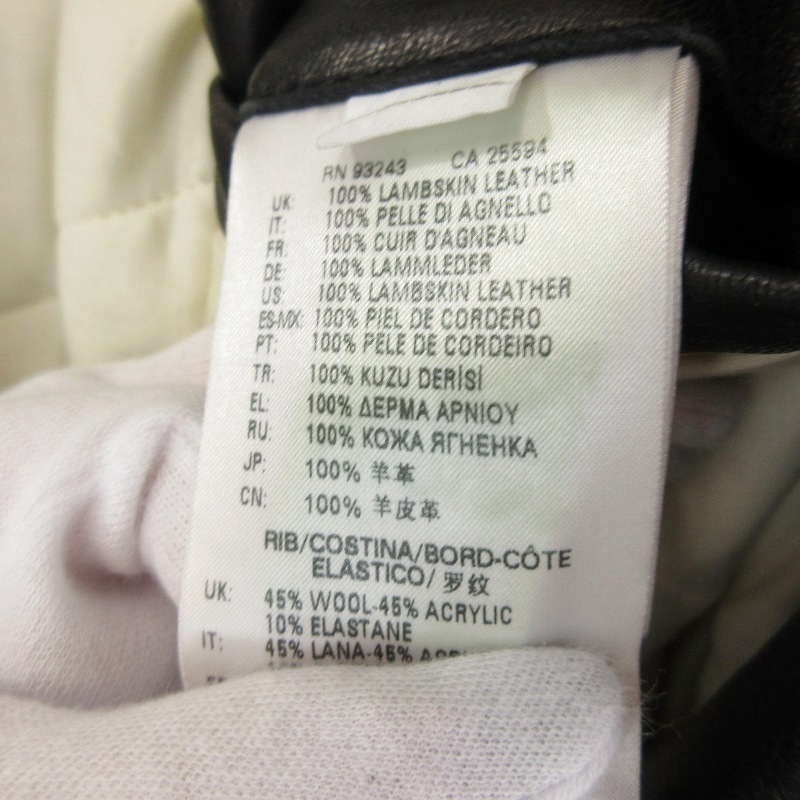 RN 93243 CA 25594
UK: 100% LAMBSKIN LEATHER
IT: 100% PELLE DI AGNELLO
FR: 100% CUIR D'AGNEAU
DE: 100% LAMMLEDER
US: 100% LAMBSKIN LEATHER
ES-MX: 100% PIEL DE CORDERO
PT: 100% PELE DE CORDEIRO
TR: 100% KUZU DERİSİ
EL: 100% ΔΕΡΜΑ ΑΡΝΙΟΥ
RU: 100% КОЖА ЯГНЕНКА
JP: 100% 羊革
CN: 100% 羊皮革
RIB/COSTINA/BORD-CÔTE
ELASTICO/ 罗纹
UK: 45% WOOL-45% ACRYLIC
10% ELASTANE
IT: 45% LANA-45%